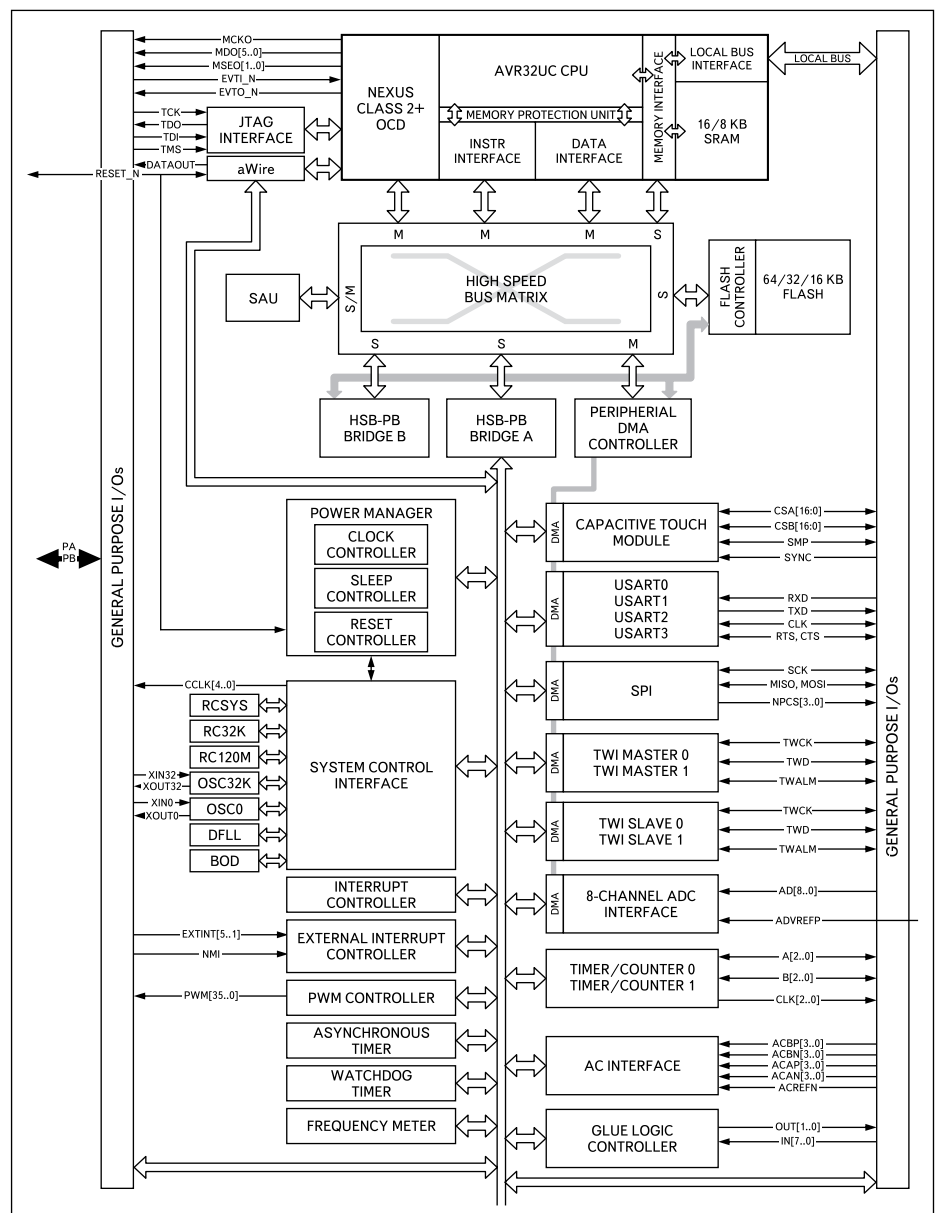 MCKO
MDO[5..0]
MSEO[1..0]
EVTI_N
EVTO_N
TCK
TDO
TDI
TMS
JTAG
INTERFACE
DATAOUT
RESET_N
aWire
NEXUS
CLASS 2+
OCD
AVR32UC CPU
MEMORY PROTECTION UNIT
INSTR
INTERFACE
DATA
INTERFACE
MEMORY INTERFACE
LOCAL BUS
INTERFACE
16/8 KB
SRAM
LOCAL BUS
M
M
M
S
SAU
S/M
HIGH SPEED
BUS MATRIX
S
FLASH
CONTROLLER
64/32/16 KB
FLASH
S
S
M
HSB-PB
BRIDGE B
HSB-PB
BRIDGE A
PERIPHERIAL
DMA
CONTROLLER
GENERAL PURPOSE I/Os
PA
PB
POWER MANAGER
CLOCK
CONTROLLER
SLEEP
CONTROLLER
RESET
CONTROLLER
CCLK[4..0]
RCSYS
RC32K
RC120M
XIN32
XOUT32
OSC32K
XIN0
XOUT0
OSC0
DFLL
BOD
SYSTEM CONTROL
INTERFACE
INTERRUPT
CONTROLLER
EXTINT[5..1]
NMI
EXTERNAL INTERRUPT
CONTROLLER
PWM[35..0]
PWM CONTROLLER
ASYNCHRONOUS
TIMER
WATCHDOG
TIMER
FREQUENCY METER
DMA
CAPACITIVE TOUCH
MODULE
CSA[16:0]
CSB[16:0]
SMP
SYNC
DMA
USART0
USART1
USART2
USART3
RXD
TXD
CLK
RTS, CTS
DMA
SPI
SCK
MISO, MOSI
NPCS[3..0]
DMA
TWI MASTER 0
TWI MASTER 1
TWCK
TWD
TWALM
DMA
TWI SLAVE 0
TWI SLAVE 1
TWCK
TWD
TWALM
DMA
8-CHANNEL ADC
INTERFACE
AD[8..0]
ADVREFP
TIMER/COUNTER 0
TIMER/COUNTER 1
A[2..0]
B[2..0]
CLK[2..0]
AC INTERFACE
ACBP[3..0]
ACBN[3..0]
ACAP[3..0]
ACAN[3..0]
ACREFN
GLUE LOGIC
CONTROLLER
OUT[1..0]
IN[7..0]
GENERAL PURPOSE I/Os